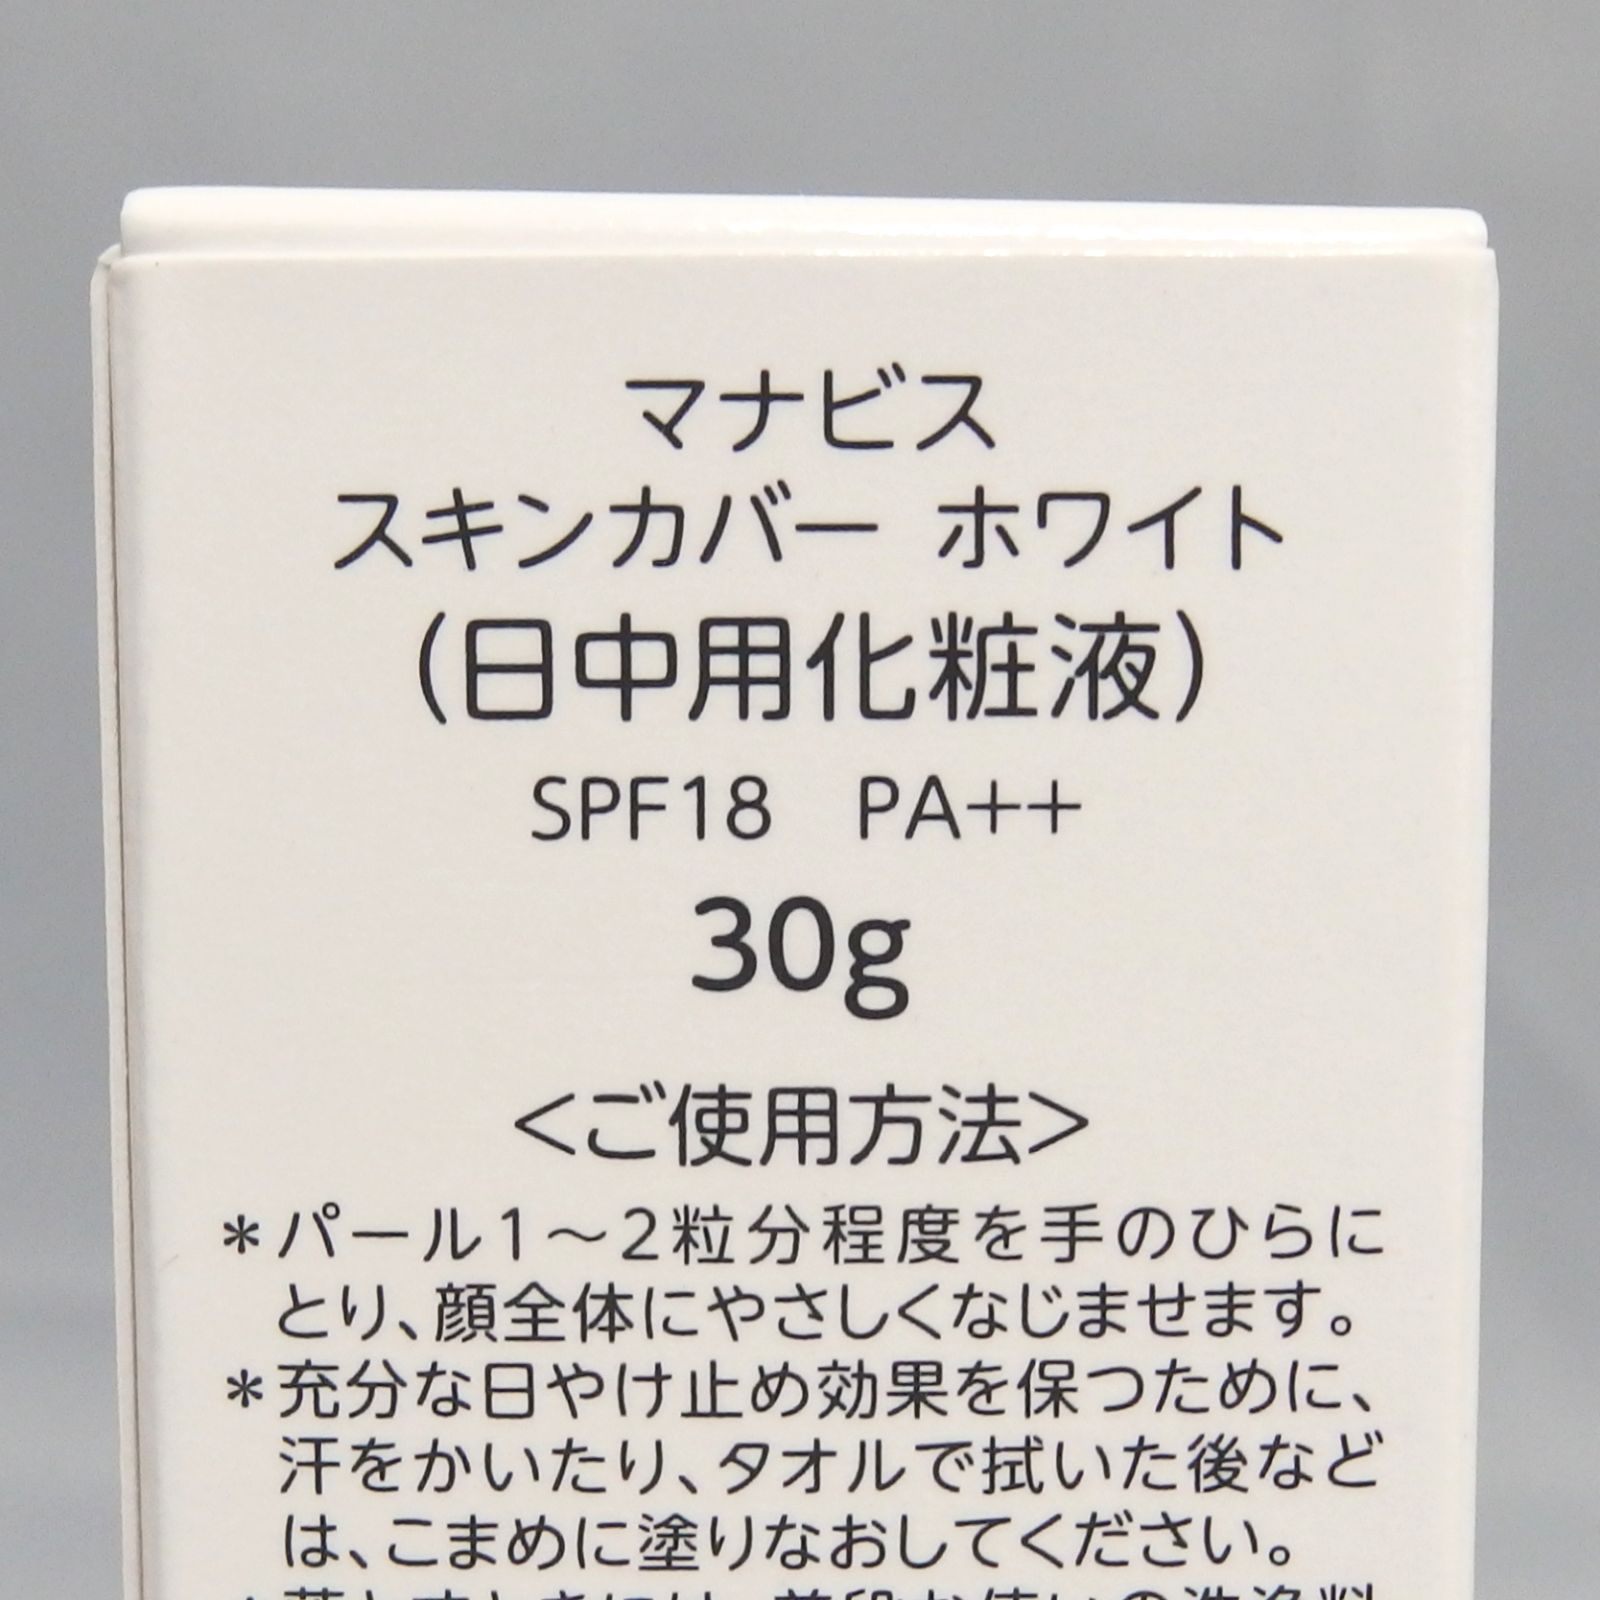 マナビス
スキンカバー ホワイト
(日中用化粧液)
SPF18 PA++
30g
<ご使用方法>
*パール1〜2粒分程度を手のひらに
とり、顔全体にやさしくなじませます。
*充分な日やけ止め効果を保つために、
汗をかいたり、タオルで拭いた後など
は、こまめに塗りなおしてください。